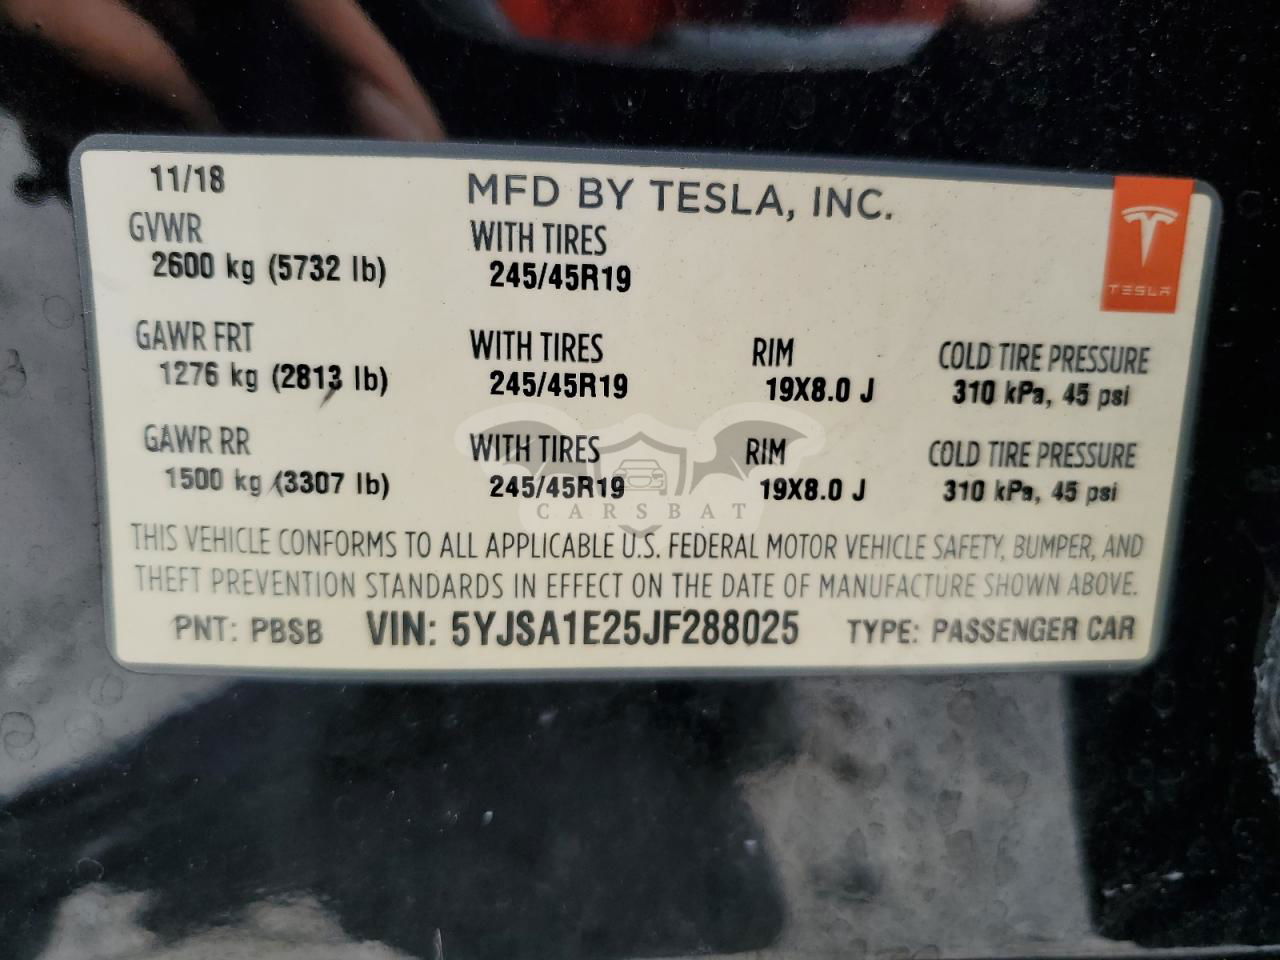 11/18 MFD BY TESLA, INC.
GVWR WITH TIRES
2600 kg (5732 lb) 245/45R19
TESLA
GAWR FRT WITH TIRES RIM COLD TIRE PRESSURE
1276 kg (2813 lb) 245/45R19 19X8.0 J 310 kPa, 45 psi
GAWR RR WITH TIRES RIM COLD TIRE PRESSURE
1500 kg (3307 lb) 245/45R19 19X8.0 J 310 kPa, 45 psi
CARSBAT
THIS VEHICLE CONFORMS TO ALL APPLICABLE U.S. FEDERAL MOTOR VEHICLE SAFETY, BUMPER, AND
THEFT PREVENTION STANDARDS IN EFFECT ON THE DATE OF MANUFACTURE SHOWN ABOVE.
PNT: PBSB VIN: 5YJSA1E25JF288025 TYPE: PASSENGER CAR